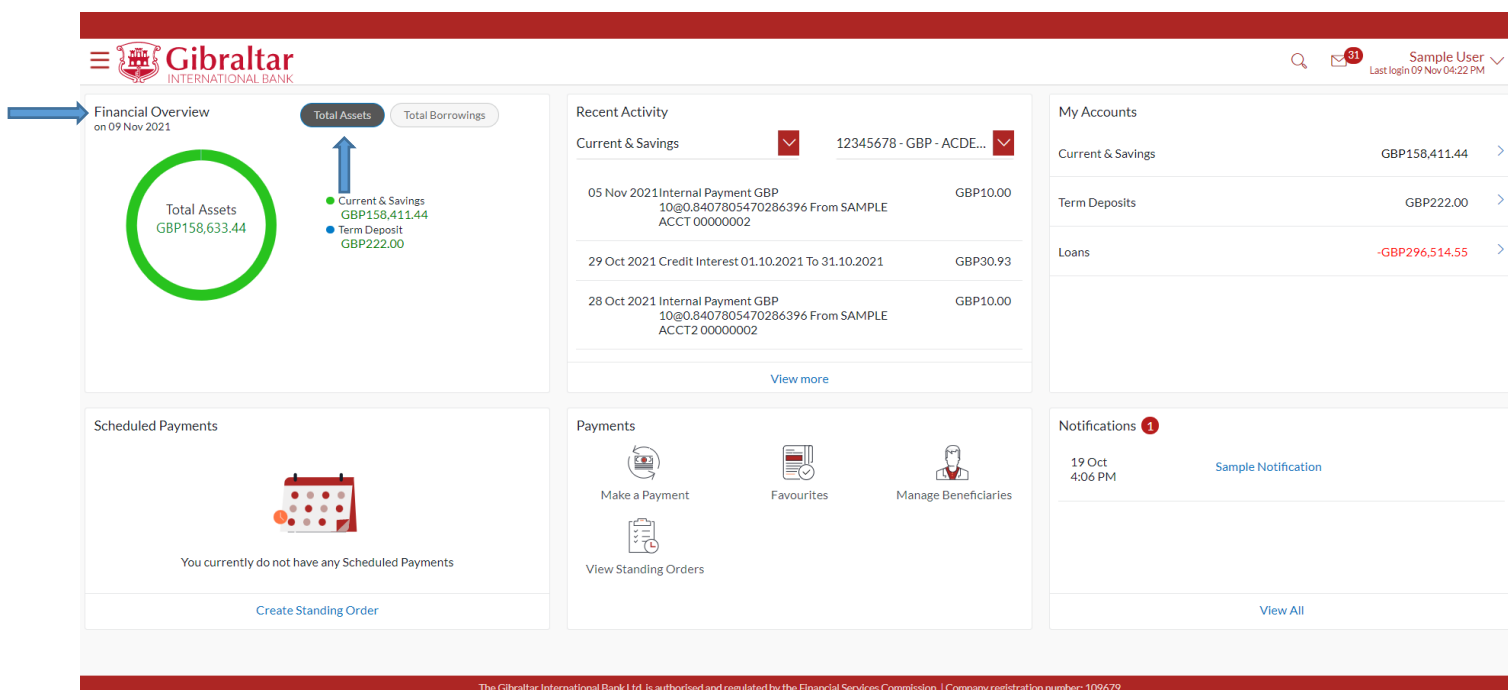 Gibraltar
INTERNATIONAL BANK
31
Sample User
Last login 09 Nov 04:22 PM
Financial Overview
on 09 Nov 2021
Total Assets
Total Borrowings
Total Assets
GBP158,633.44
Current & Savings
GBP158,411.44
Term Deposit
GBP222.00
Recent Activity
Current & Savings
12345678 - GBP - ACDE...
05 Nov 2021 Internal Payment GBP GBP10.00
10@0.8407805470286396 From SAMPLE
ACCT 00000002
29 Oct 2021 Credit Interest 01.10.2021 To 31.10.2021 GBP30.93
28 Oct 2021 Internal Payment GBP GBP10.00
10@0.8407805470286396 From SAMPLE
ACCT2 00000002
View more
My Accounts
Current & Savings GBP158,411.44
Term Deposits GBP222.00
Loans -GBP296,514.55
Scheduled Payments
You currently do not have any Scheduled Payments
Create Standing Order
Payments
Make a Payment
Favourites
Manage Beneficiaries
View Standing Orders
Notifications 1
19 Oct
4:06 PM
Sample Notification
View All
The Gibraltar International Bank Ltd. is authorised and regulated by the Financial Services Commission. | Company registration number: 109679